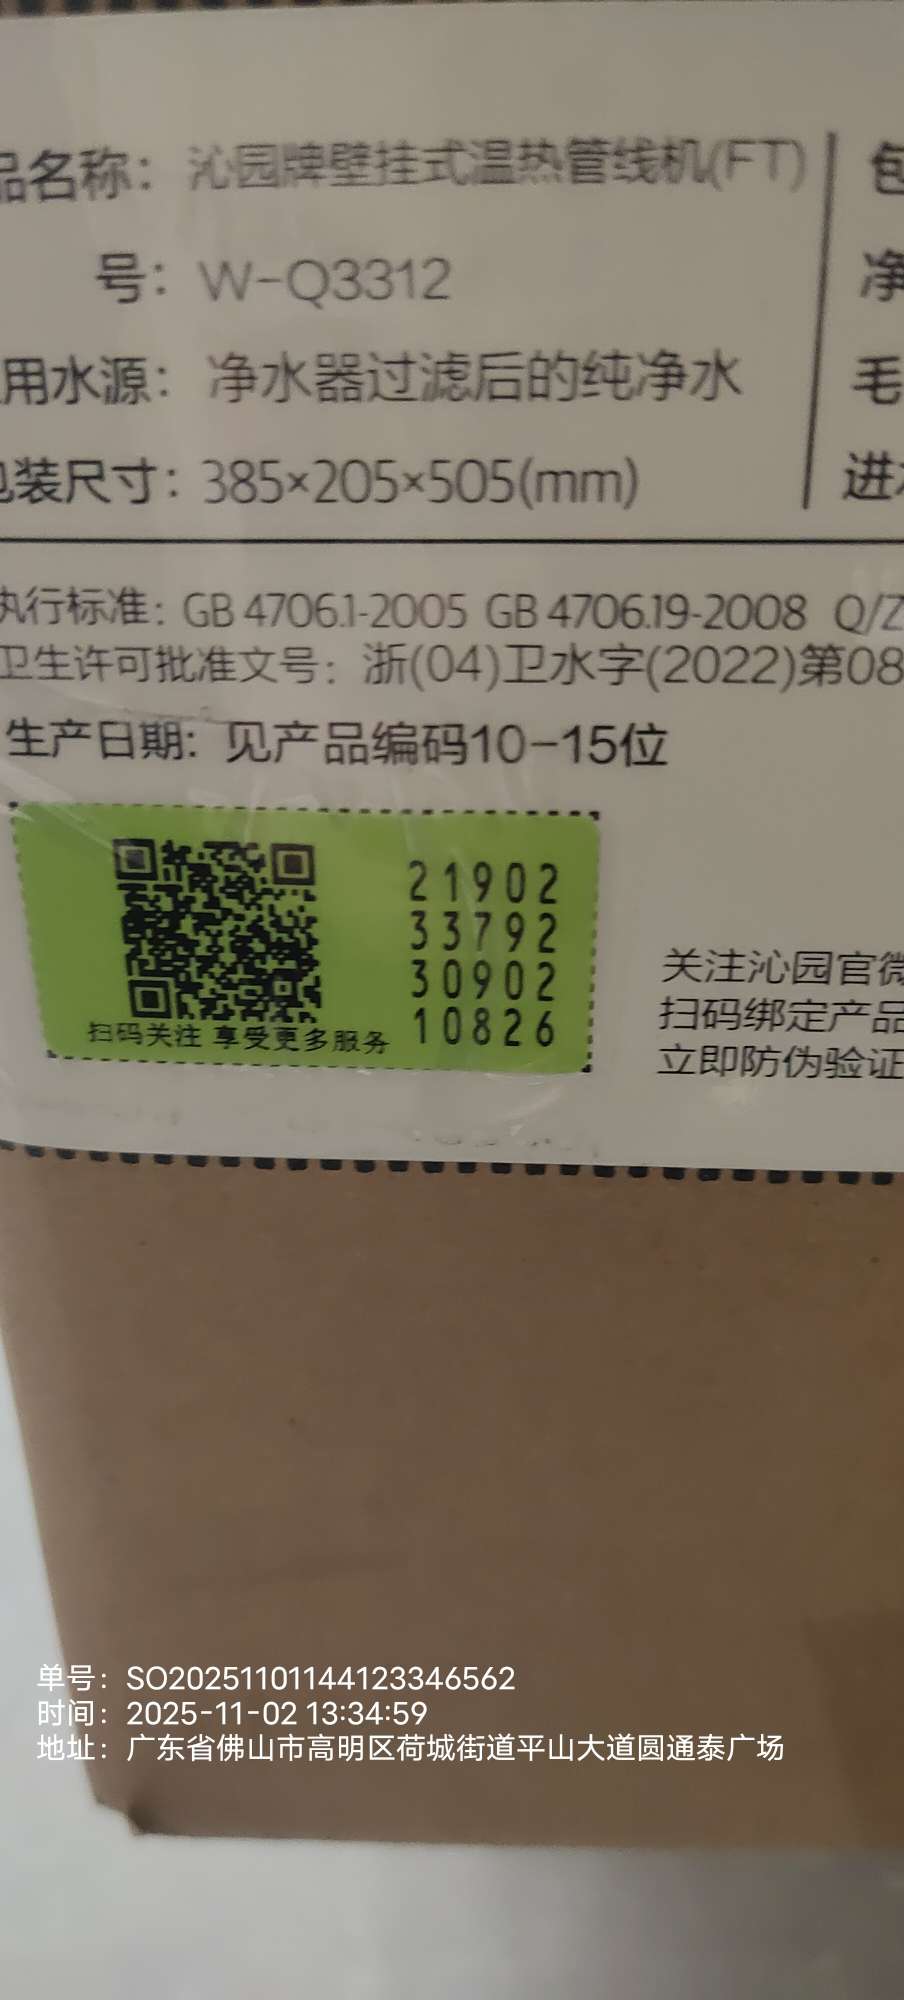 品名称：沁园牌壁挂式温热管线机(FT)
号：W-Q3312
用水源：净水器过滤后的纯净水
包装尺寸：385×205×505(mm)
包
净
毛
进
执行标准：GB 4706.1-2005 GB 4706.19-2008 Q/Z
卫生许可批准文号：浙(04)卫水字(2022)第08
生产日期：见产品编码10-15位
21902
33792
30902
10826
扫码关注 享受更多服务
关注沁园官微
扫码绑定产品
立即防伪验证
单号：SO20251101144123346562
时间：2025-11-02 13:34:59
地址：广东省佛山市高明区荷城街道平山大道圆通泰广场